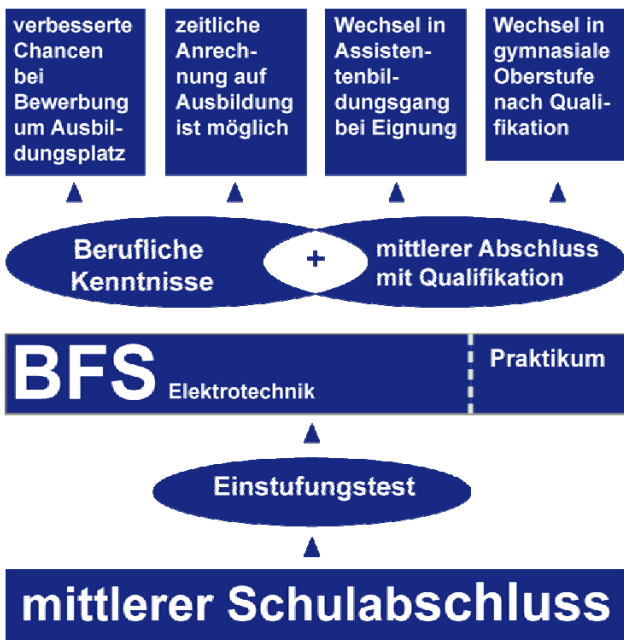 verbesserte
Chancen
bei
Bewerbung
um Ausbil-
dungsplatz
zeitliche
Anrech-
nung auf
Ausbildung
ist möglich
Wechsel in
Assisten-
tenbil-
dungsgang
bei Eignung
Wechsel in
gymnasiale
Oberstufe
nach Quali-
fikation
Berufliche
Kenntnisse
+
mittlerer Abschluss
mit Qualifikation
BFS Elektrotechnik
Praktikum
Einstufungstest
mittlerer Schulabschluss